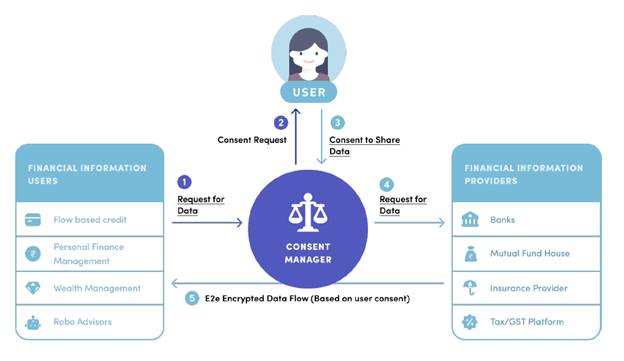 USER
2
Consent Request
3
Consent to Share
Data
FINANCIAL INFORMATION
USERS
Flow based credit
Personal Finance
Management
Wealth Management
Robo Advisors
1
Request for
Data
CONSENT
MANAGER
4
Request for
Data
FINANCIAL INFORMATION
PROVIDERS
Banks
Mutual Fund House
Insurance Provider
Tax/GST Platform
5 E2e Encrypted Data Flow (Based on user consent)